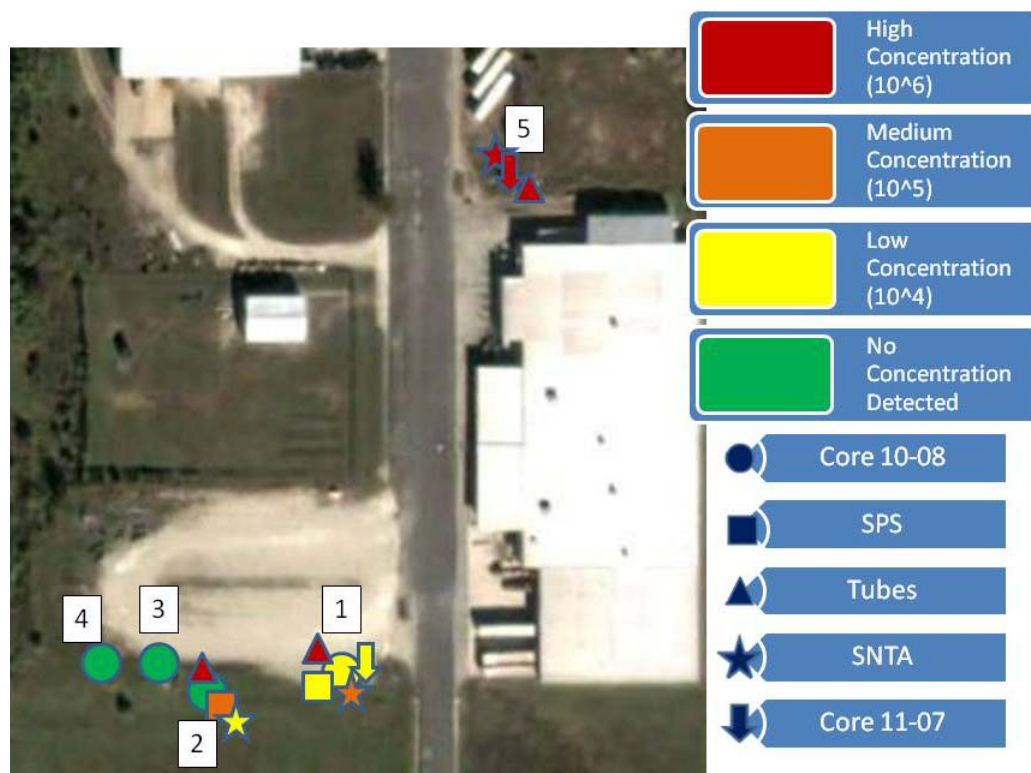 High
Concentration
(10^6)
Medium
Concentration
(10^5)
Low
Concentration
(10^4)
No
Concentration
Detected
Core 10-08
SPS
Tubes
SNTA
Core 11-07
5
1
3
4
2